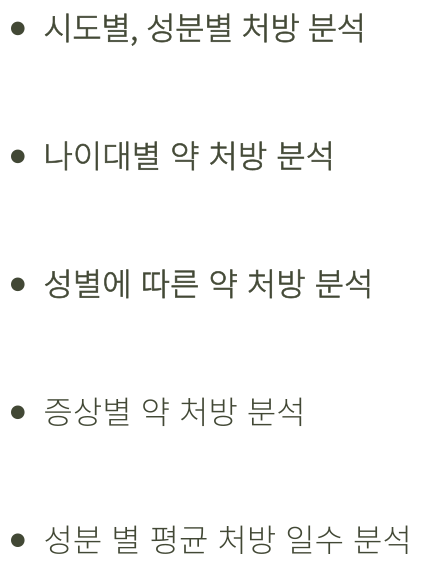 • 시도별, 성분별 처방 분석
• 나이대별 약 처방 분석
• 성별에 따른 약 처방 분석
• 증상별 약 처방 분석
• 성분 별 평균 처방 일수 분석